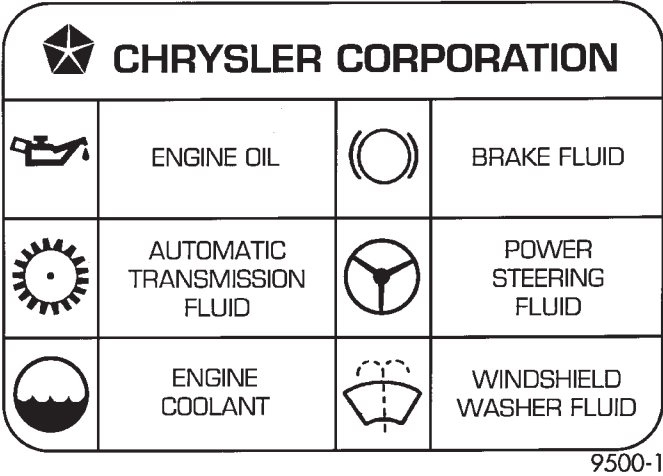 CHRYSLER CORPORATION
ENGINE OIL
BRAKE FLUID
AUTOMATIC
TRANSMISSION
FLUID
POWER
STEERING
FLUID
ENGINE
COOLANT
WINDSHIELD
WASHER FLUID
9500-1